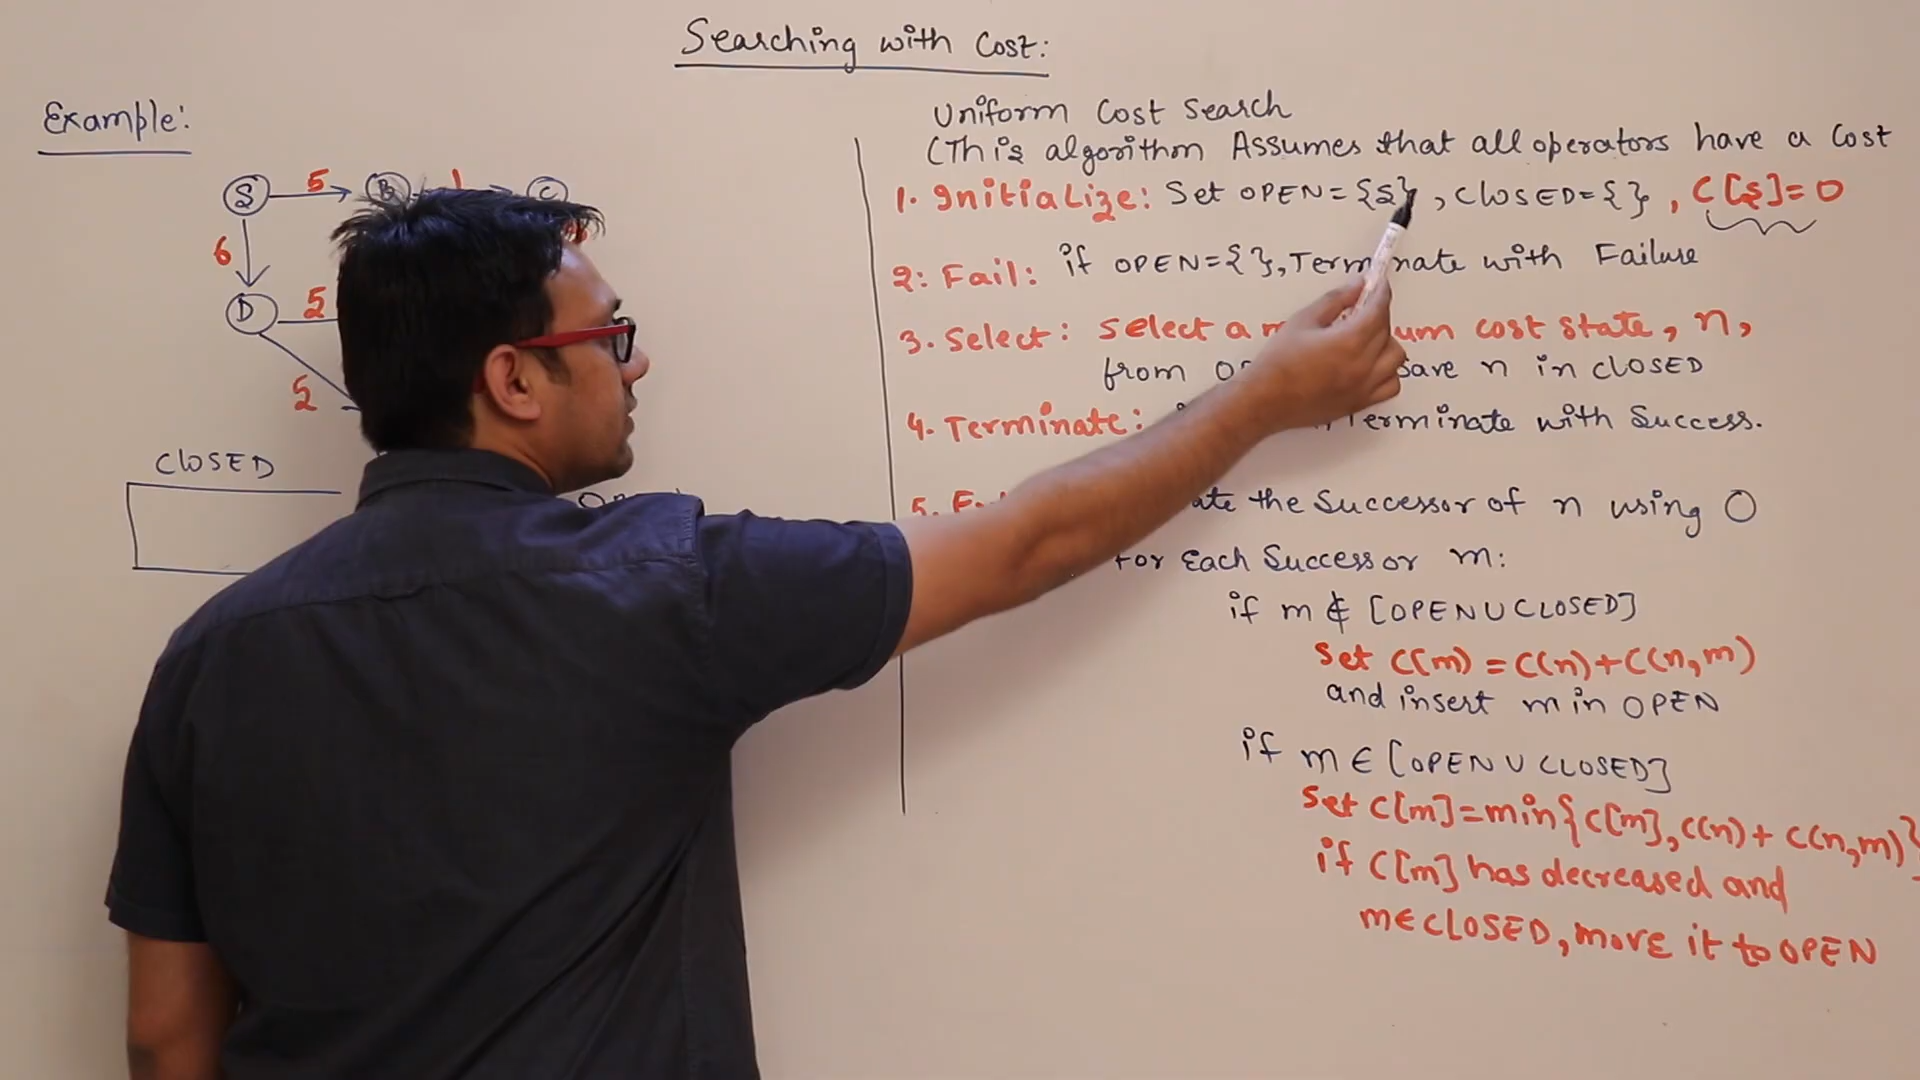 Searching with Cost:
Example:
S 5 B 1 C
6
D 5
2
CLOSED
Uniform Cost Search
(This algorithm Assumes that all operators have a Cost
1. Initialize: Set OPEN={S}, CLOSED={}, C[S]=0
2: Fail: if OPEN={}, Terminate with Failure
3. Select: Select a cost state, n,
from save n in CLOSED
4. Terminate: Terminate with Success.
5. the Successor of n using O
For Each Successor m:
if m ∉ [OPEN ∪ CLOSED]
Set C(m) = C(n)+C(n,m)
and insert m in OPEN
if m ∈ [OPEN ∪ CLOSED]
Set C[m]=min{C[m],C(n)+C(n,m)}
if C[m] has decreased and
m∈CLOSED, move it to OPEN